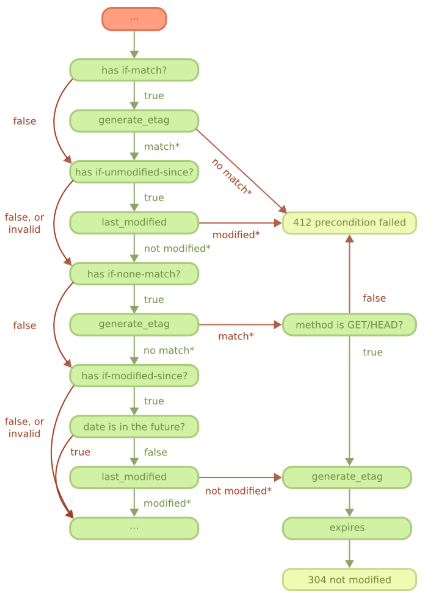 ...
has if-match?
true
false
generate_etag
match*
no match*
has if-unmodified-since?
true
false, or
invalid
last_modified
412 precondition failed
modified*
not modified*
has if-none-match?
true
false
false
generate_etag
method is GET/HEAD?
match*
no match*
true
has if-modified-since?
true
false, or
invalid
date is in the future?
true
false
last_modified
generate_etag
not modified*
modified*
...
expires
304 not modified